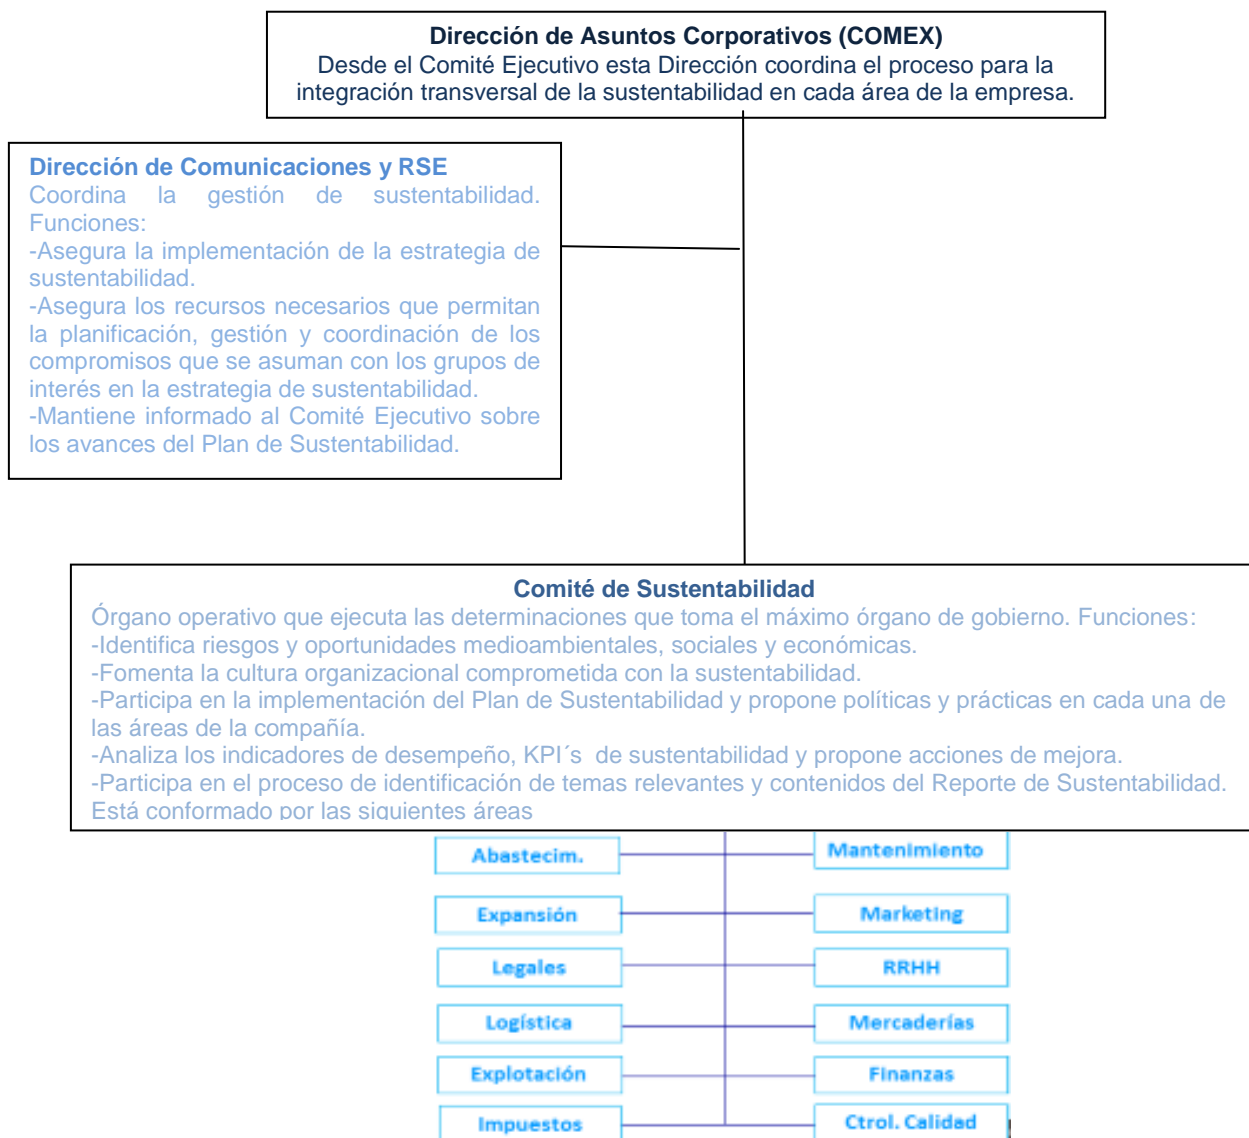 Dirección de Asuntos Corporativos (COMEX)
Desde el Comité Ejecutivo esta Dirección coordina el proceso para la
integración transversal de la sustentabilidad en cada área de la empresa.
Dirección de Comunicaciones y RSE
Coordina la gestión de sustentabilidad.
Funciones:
-Asegura la implementación de la estrategia de
sustentabilidad.
-Asegura los recursos necesarios que permitan
la planificación, gestión y coordinación de los
compromisos que se asuman con los grupos de
interés en la estrategia de sustentabilidad.
-Mantiene informado al Comité Ejecutivo sobre
los avances del Plan de Sustentabilidad.
Comité de Sustentabilidad
Órgano operativo que ejecuta las determinaciones que toma el máximo órgano de gobierno. Funciones:
-Identifica riesgos y oportunidades medioambientales, sociales y económicas.
-Fomenta la cultura organizacional comprometida con la sustentabilidad.
-Participa en la implementación del Plan de Sustentabilidad y propone políticas y prácticas en cada una de
las áreas de la compañía.
-Analiza los indicadores de desempeño, KPI´s de sustentabilidad y propone acciones de mejora.
-Participa en el proceso de identificación de temas relevantes y contenidos del Reporte de Sustentabilidad.
Está conformado por las siguientes áreas
Abastecim.
Mantenimiento
Expansión
Marketing
Legales
RRHH
Logística
Mercaderías
Explotación
Finanzas
Impuestos
Ctrol. Calidad